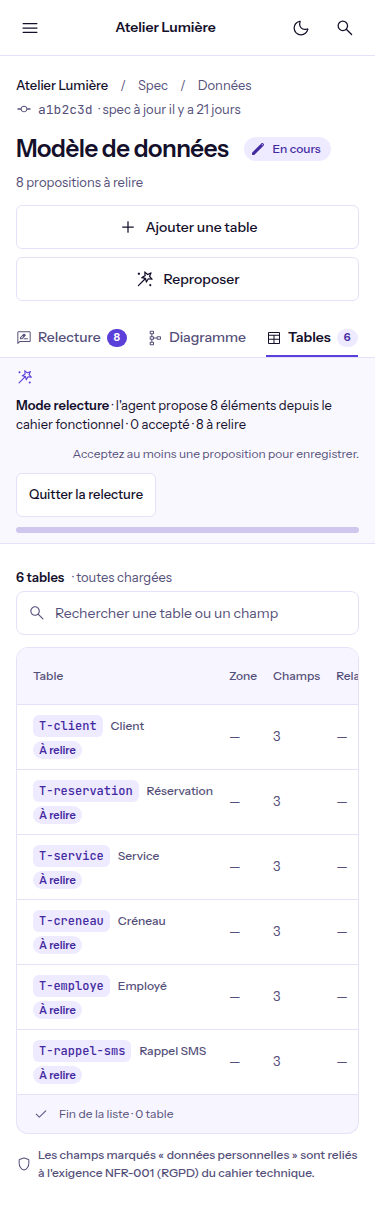 Atelier Lumière
Atelier Lumière / Spec / Données
a1b2c3d · spec à jour il y a 21 jours
Modèle de données En cours
8 propositions à relire
Ajouter une table
Reproposer
Relecture 8 Diagramme Tables 6
Mode relecture · l'agent propose 8 éléments depuis le
cahier fonctionnel · 0 accepté · 8 à relire
Acceptez au moins une proposition pour enregistrer.
Quitter la relecture
6 tables · toutes chargées
Rechercher une table ou un champ
Table Zone Champs Rela
T-client Client — 3 —
À relire
T-reservation Réservation — 3 —
À relire
T-service Service — 3 —
À relire
T-creneau Créneau — 3 —
À relire
T-employe Employé — 3 —
À relire
T-rappel-sms Rappel SMS — 3 —
À relire
Fin de la liste · 0 table
Les champs marqués « données personnelles » sont reliés
à l'exigence NFR-001 (RGPD) du cahier technique.